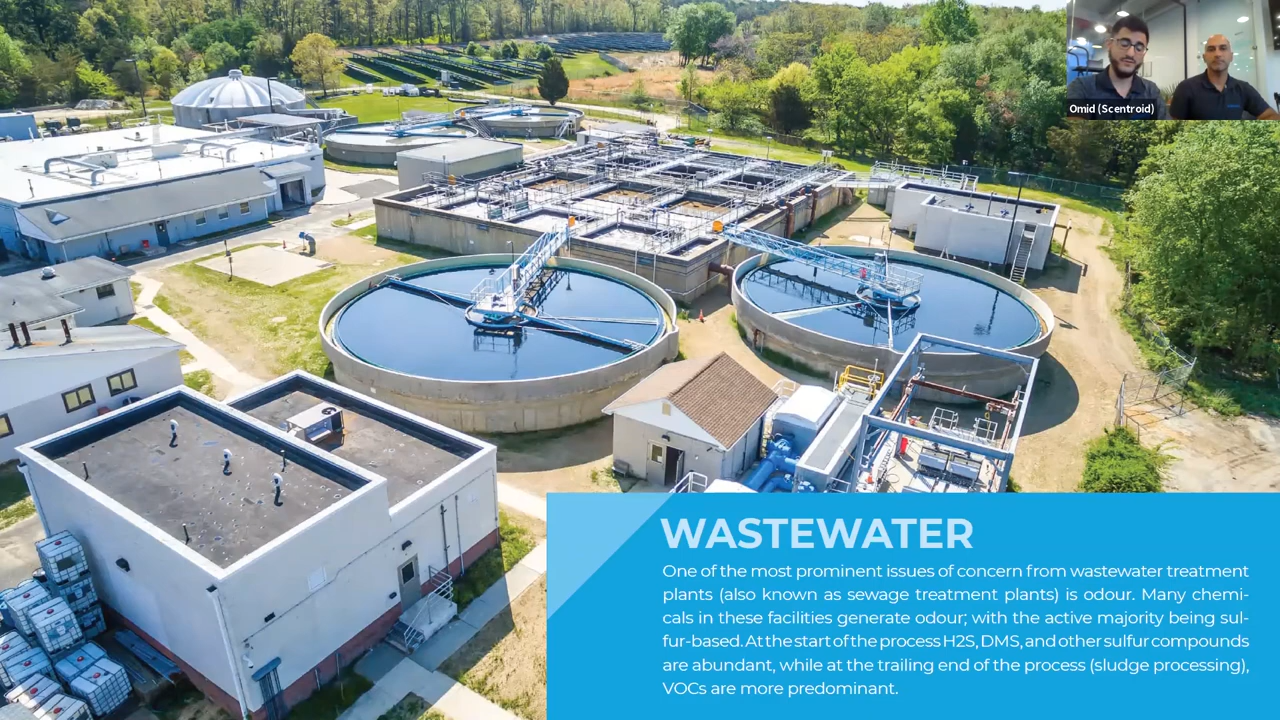 Omid (Scentroid)
WASTEWATER
One of the most prominent issues of concern from wastewater treatment
plants (also known as sewage treatment plants) is odour. Many chemi-
cals in these facilities generate odour; with the active majority being sul-
fur-based. At the start of the process H2S, DMS, and other sulfur compounds
are abundant, while at the trailing end of the process (sludge processing),
VOCs are more predominant.